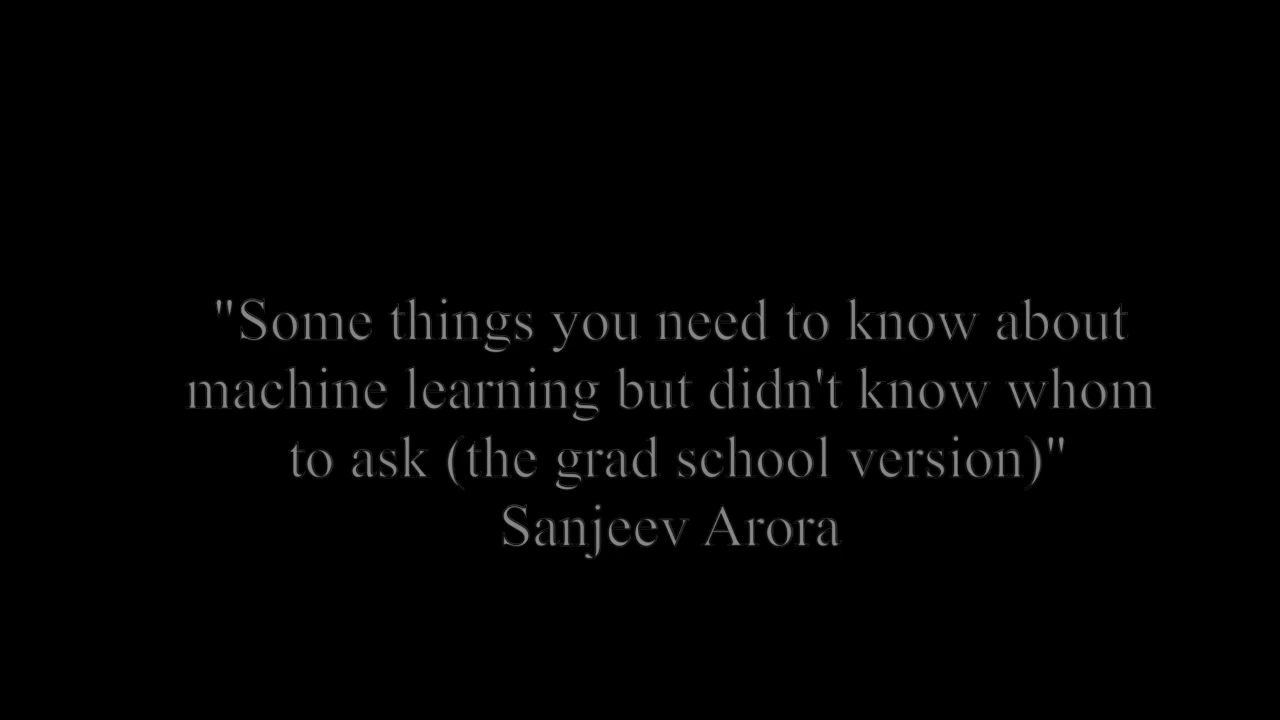 "Some things you need to know about
machine learning but didn't know whom
to ask (the grad school version)"
Sanjeev Arora